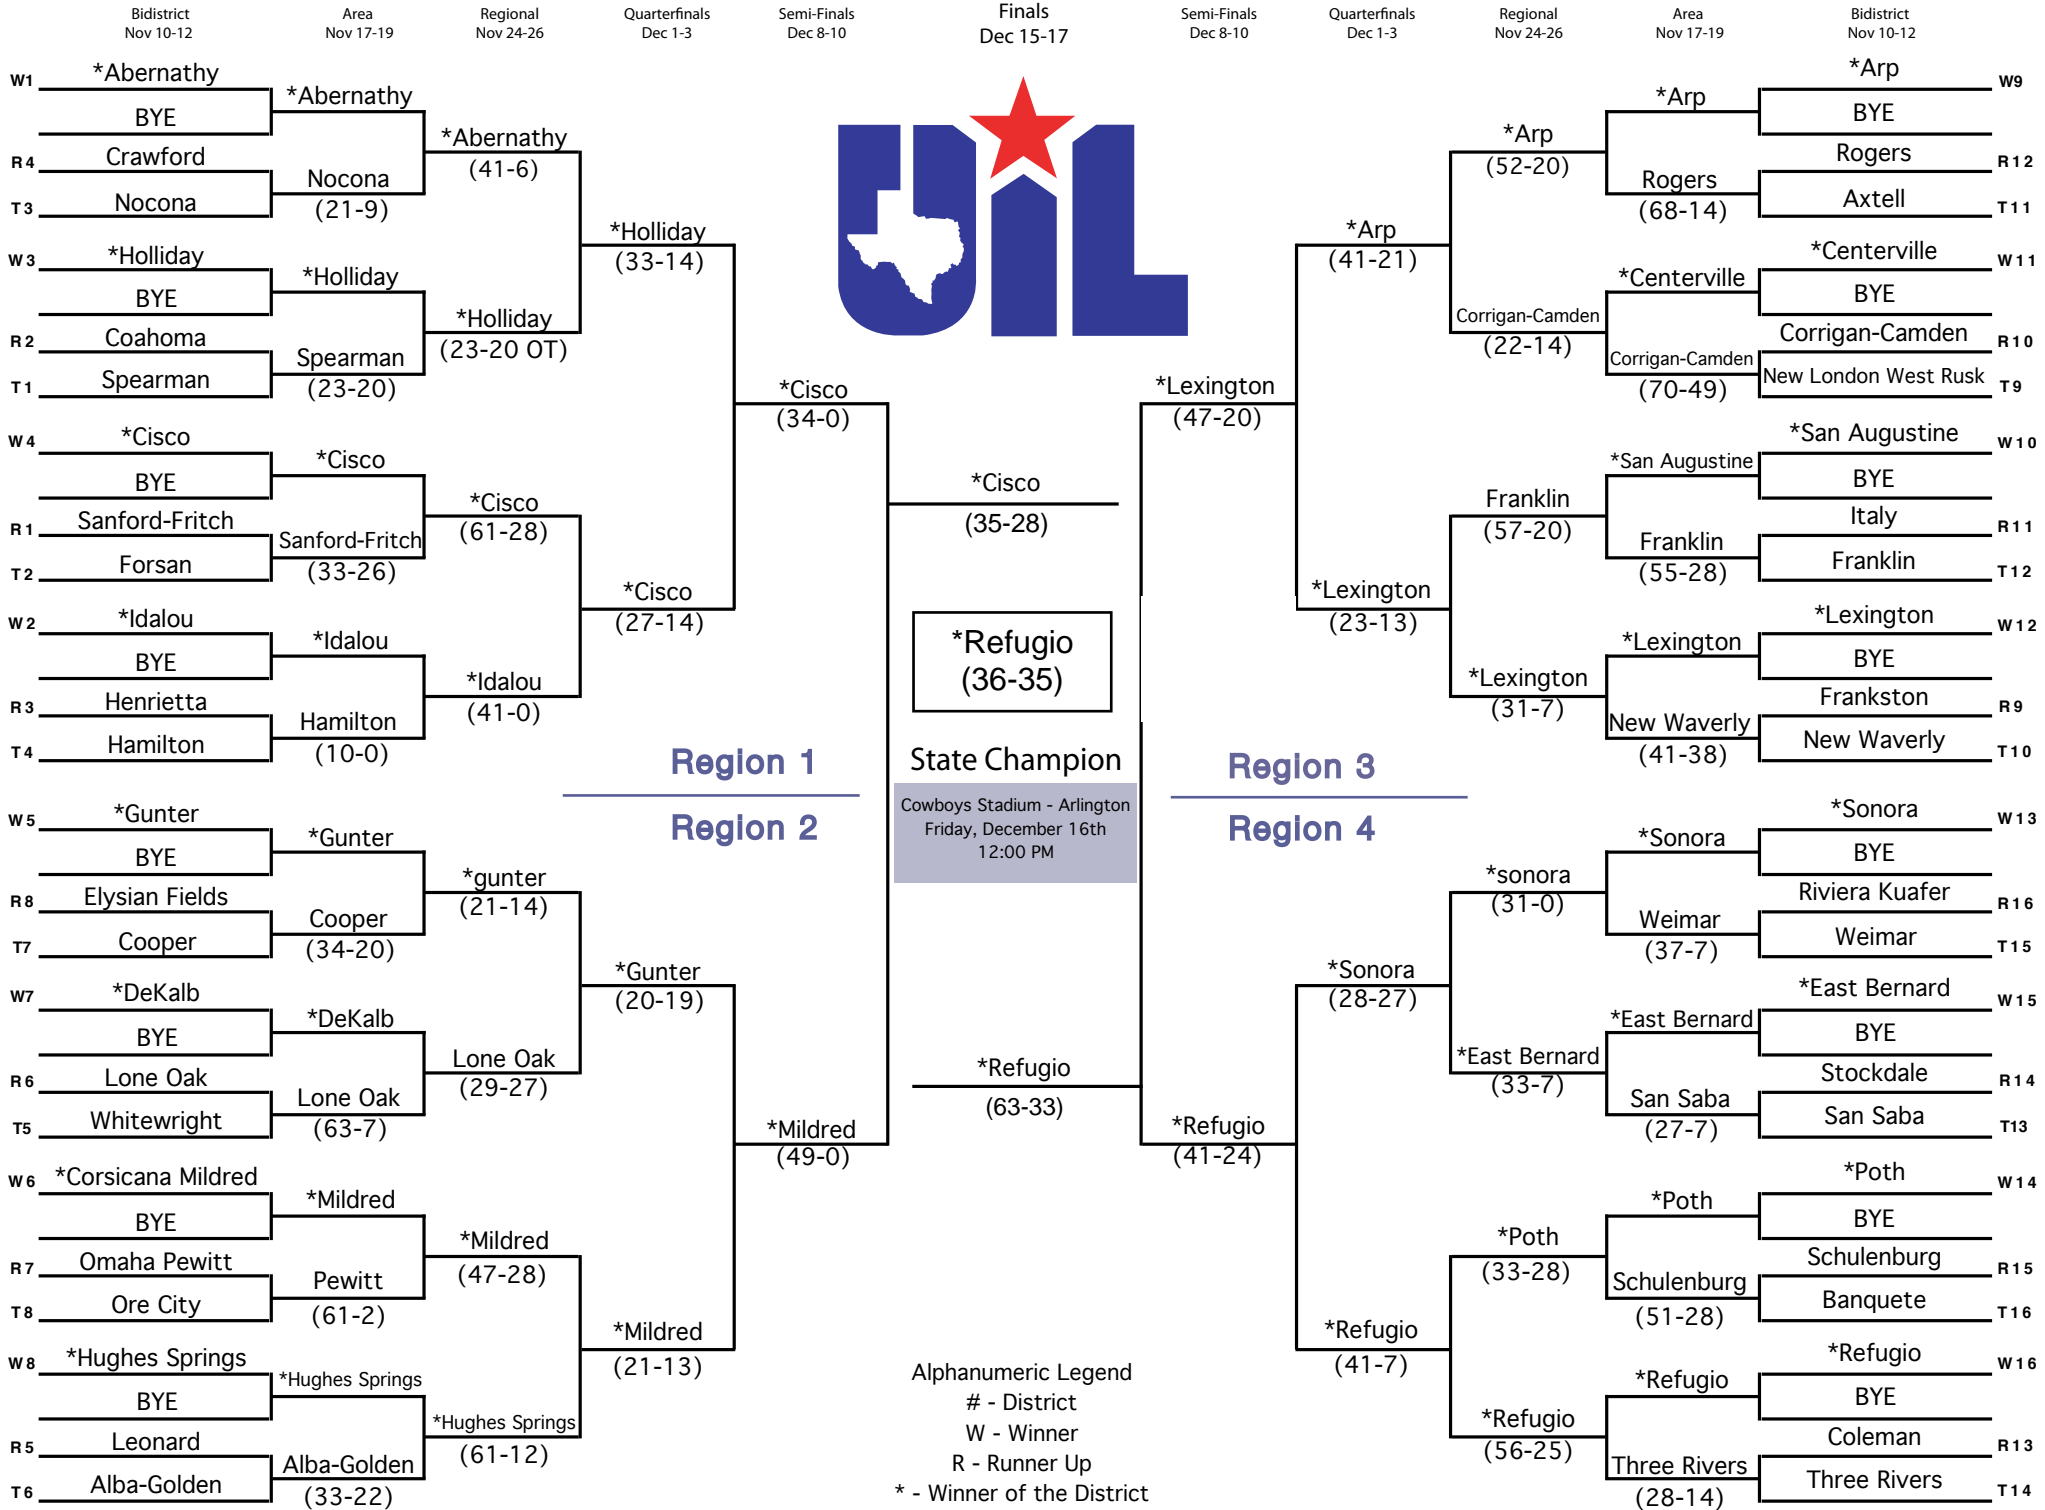 Bidistrict
Nov 10-12
Area
Nov 17-19
Regional
Nov 24-26
Quarterfinals
Dec 1-3
Semi-Finals
Dec 8-10
Finals
Dec 15-17
Semi-Finals
Dec 8-10
Quarterfinals
Dec 1-3
Regional
Nov 24-26
Area
Nov 17-19
Bidistrict
Nov 10-12
W1 *Abernathy
BYE
R4 Crawford
T3 Nocona
W3 *Holliday
BYE
R2 Coahoma
T1 Spearman
W4 *Cisco
BYE
R1 Sanford-Fritch
T2 Forsan
W2 *Idalou
BYE
R3 Henrietta
T4 Hamilton
W5 *Gunter
BYE
R8 Elysian Fields
T7 Cooper
W7 *DeKalb
BYE
R6 Lone Oak
T5 Whitewright
W6 *Corsicana Mildred
BYE
R7 Omaha Pewitt
T8 Ore City
W8 *Hughes Springs
BYE
R5 Leonard
T6 Alba-Golden
*Abernathy
Nocona
(21-9)
*Holliday
Spearman
(23-20)
*Cisco
Sanford-Fritch
(33-26)
*Idalou
Hamilton
(10-0)
*Gunter
Cooper
(34-20)
*DeKalb
Lone Oak
(63-7)
*Mildred
Pewitt
(61-2)
*Hughes Springs
Alba-Golden
(33-22)
*Abernathy
(41-6)
*Holliday
(23-20 OT)
*Cisco
(61-28)
*Idalou
(41-0)
*gunter
(21-14)
Lone Oak
(29-27)
*Mildred
(47-28)
*Hughes Springs
(61-12)
*Holliday
(33-14)
*Cisco
(27-14)
*Gunter
(20-19)
*Mildred
(21-13)
Region 1
Region 2
*Cisco
(34-0)
*Mildred
(49-0)
UIL
*Cisco
(35-28)
*Refugio
(36-35)
State Champion
Cowboys Stadium - Arlington
Friday, December 16th
12:00 PM
*Refugio
(63-33)
Alphanumeric Legend
# - District
W - Winner
R - Runner Up
* - Winner of the District
*Lexington
(47-20)
*Refugio
(41-24)
Region 3
Region 4
*Arp
(41-21)
*Lexington
(23-13)
*Sonora
(28-27)
*Refugio
(41-7)
*Arp
(52-20)
Corrigan-Camden
(22-14)
Franklin
(57-20)
*Lexington
(31-7)
*sonora
(31-0)
*East Bernard
(33-7)
*Poth
(33-28)
*Refugio
(56-25)
*Arp
Rogers
(68-14)
*Centerville
Corrigan-Camden
(70-49)
*San Augustine
Franklin
(55-28)
*Lexington
New Waverly
(41-38)
*Sonora
Weimar
(37-7)
*East Bernard
San Saba
(27-7)
*Poth
Schulenburg
(51-28)
*Refugio
Three Rivers
(28-14)
*Arp W9
BYE
Rogers R12
Axtell T11
*Centerville W11
BYE
Corrigan-Camden R10
New London West Rusk T9
*San Augustine W10
BYE
Italy R11
Franklin T12
*Lexington W12
BYE
Frankston R9
New Waverly T10
*Sonora W13
BYE
Riviera Kuafer R16
Weimar T15
*East Bernard W15
BYE
Stockdale R14
San Saba T13
*Poth W14
BYE
Schulenburg R15
Banquete T16
*Refugio W16
BYE
Coleman R13
Three Rivers T14